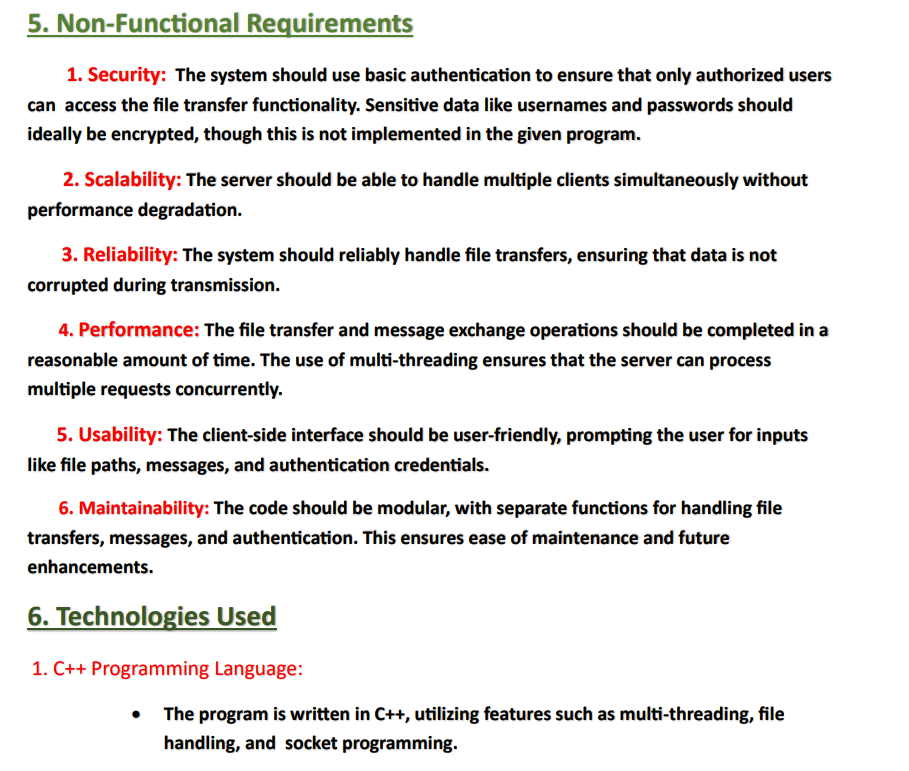 5. Non-Functional Requirements
1. Security: The system should use basic authentication to ensure that only authorized users
can access the file transfer functionality. Sensitive data like usernames and passwords should
ideally be encrypted, though this is not implemented in the given program.
2. Scalability: The server should be able to handle multiple clients simultaneously without
performance degradation.
3. Reliability: The system should reliably handle file transfers, ensuring that data is not
corrupted during transmission.
4. Performance: The file transfer and message exchange operations should be completed in a
reasonable amount of time. The use of multi-threading ensures that the server can process
multiple requests concurrently.
5. Usability: The client-side interface should be user-friendly, prompting the user for inputs
like file paths, messages, and authentication credentials.
6. Maintainability: The code should be modular, with separate functions for handling file
transfers, messages, and authentication. This ensures ease of maintenance and future
enhancements.
6. Technologies Used
1. C++ Programming Language:
• The program is written in C++, utilizing features such as multi-threading, file
handling, and socket programming.